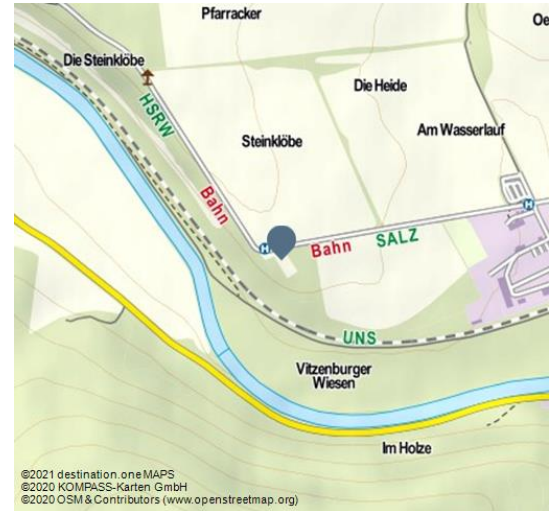 Pfarracker
Oe
Die Steinklöbe
Die Heide
HSRW
Steinklöbe
Am Wasserlauf
Bahn
H
H
Bahn
SALZ
UNS
Vitzenburger
Wiesen
Im Holze
©2021 destination.one MAPS
©2020 KOMPASS-Karten GmbH
©2020 OSM & Contributors (www.openstreetmap.org)